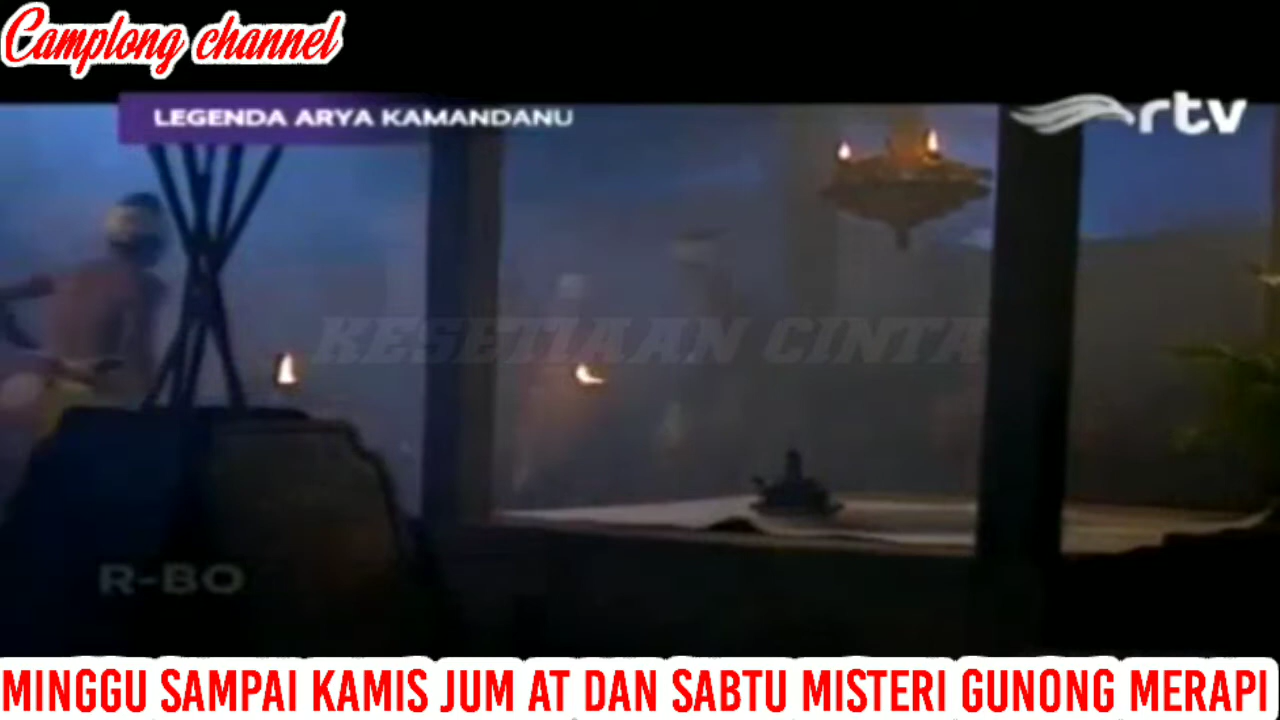 Camplong channel
LEGENDA ARYA KAMANDANU
rtv
KESETIAAN CINTA
R-BO
MINGGU SAMPAI KAMIS JUM AT DAN SABTU MISTERI GUNONG MERAPI